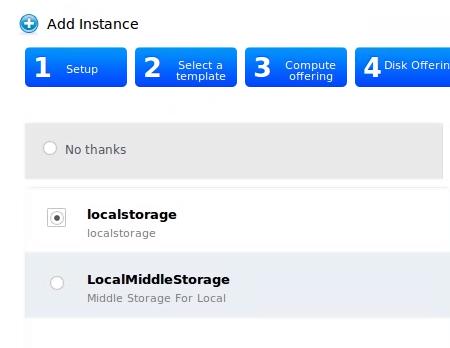 Add Instance
1 Setup
2 Select a template
3 Compute offering
4 Disk Offerin
No thanks
localstorage
localstorage
LocalMiddleStorage
Middle Storage For Local